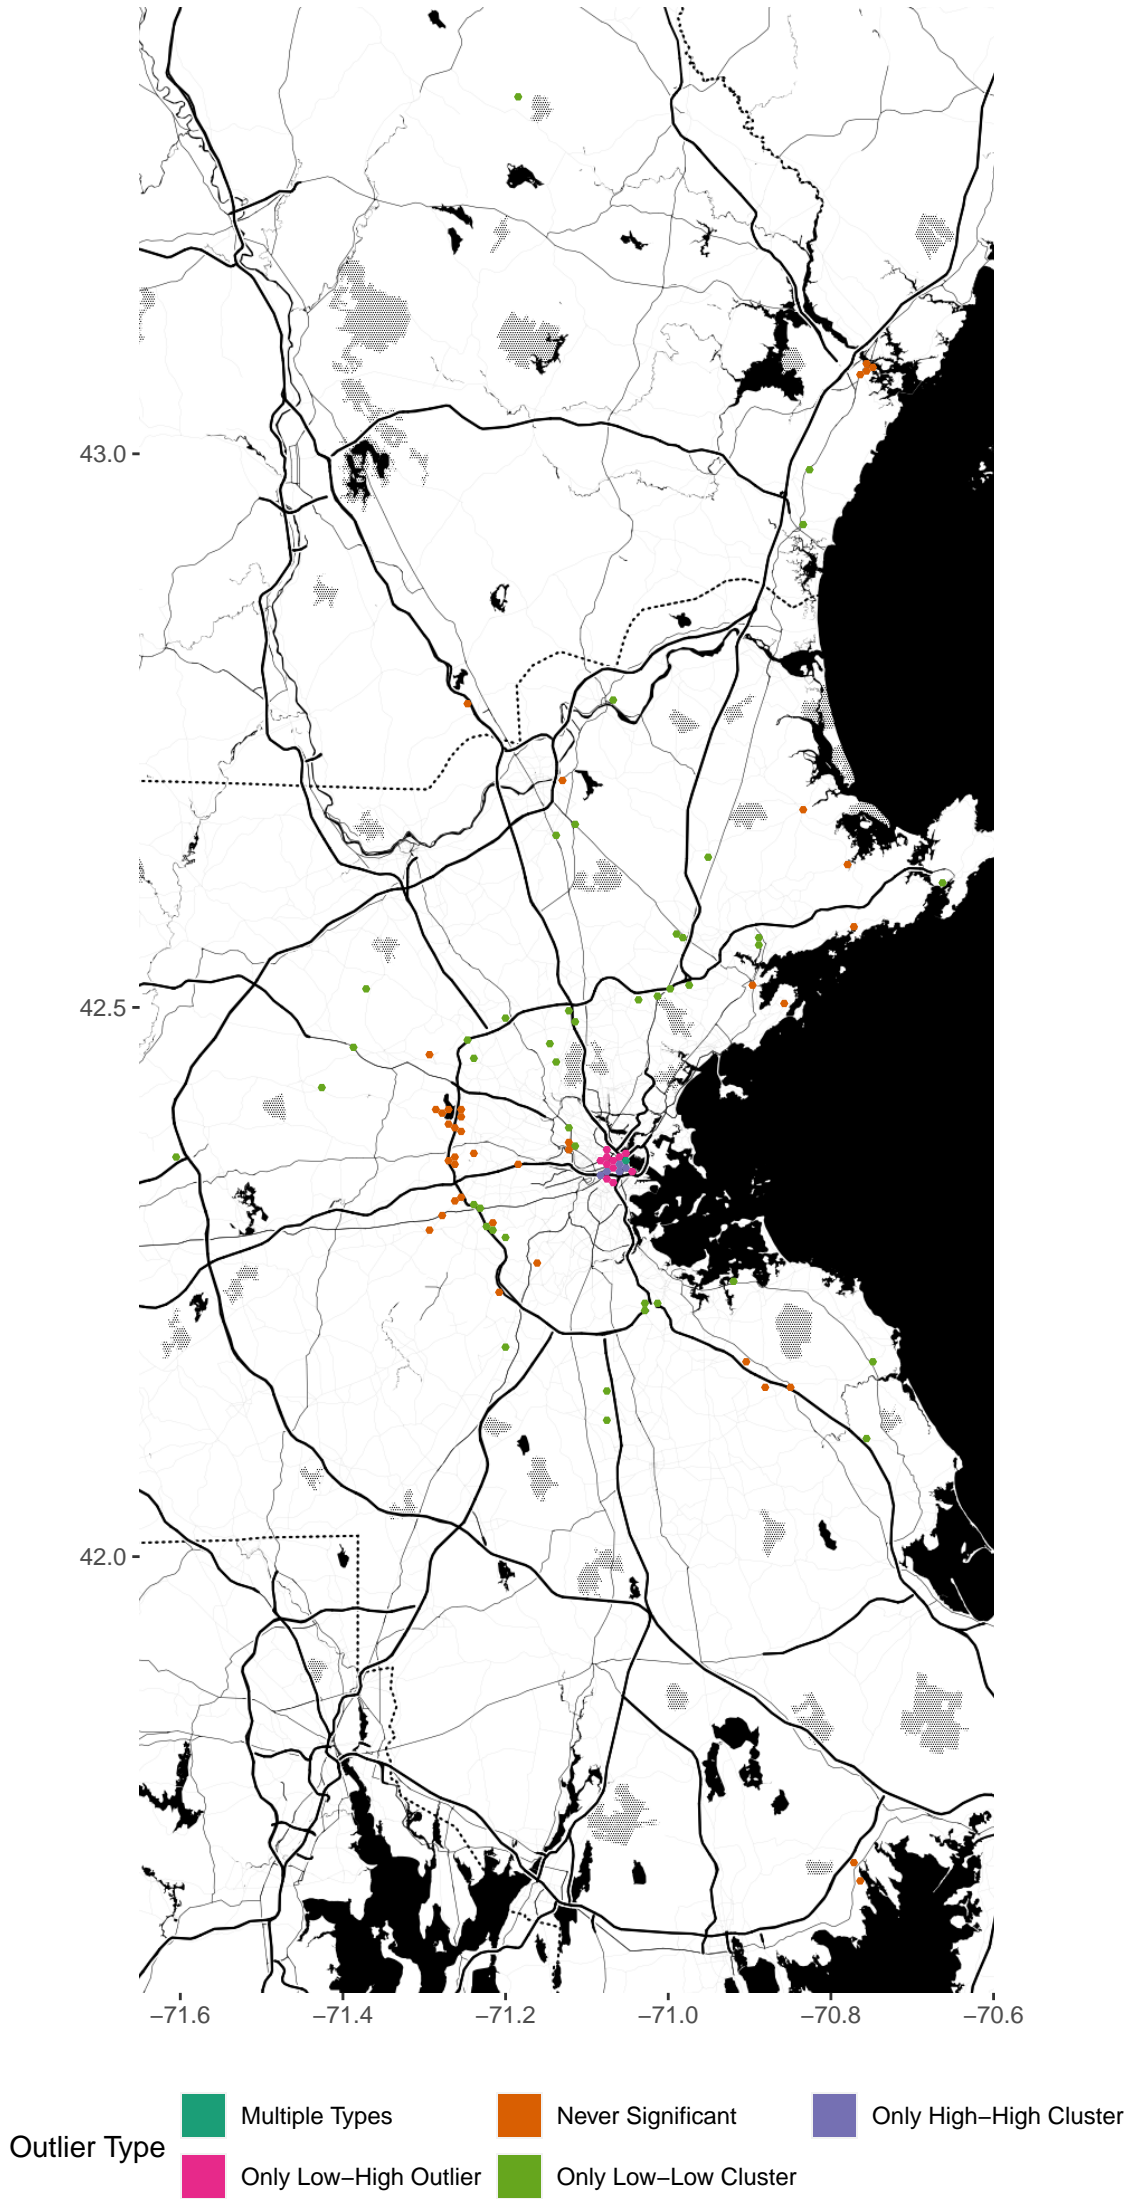 43.0
42.5
42.0
−71.6 −71.4 −71.2 −71.0 −70.8 −70.6
Outlier Type
Multiple Types Never Significant Only High−High Cluster
Only Low−High Outlier Only Low−Low Cluster